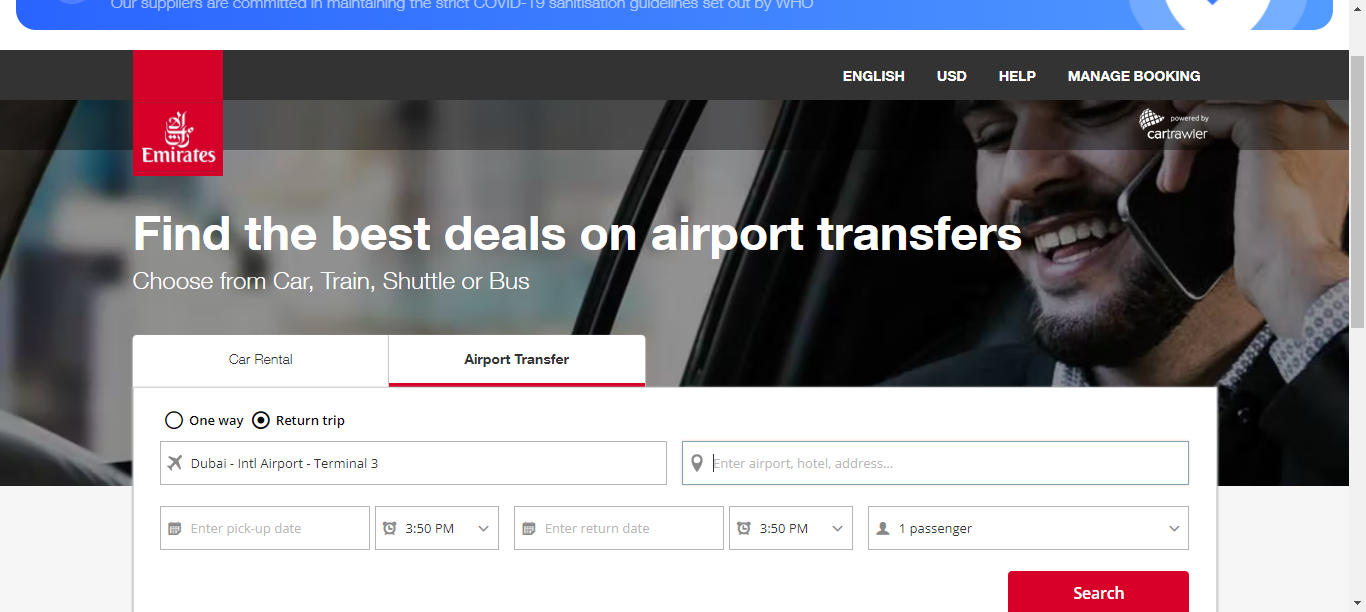 Our suppliers are committed in maintaining the strict COVID-19 sanitisation guidelines set out by WHO
ENGLISH USD HELP MANAGE BOOKING
powered by
cartrawler
Emirates
Find the best deals on airport transfers
Choose from Car, Train, Shuttle or Bus
Car Rental Airport Transfer
One way Return trip
Dubai - Intl Airport - Terminal 3 Enter airport, hotel, address...
Enter pick-up date 3:50 PM Enter return date 3:50 PM 1 passenger
Search